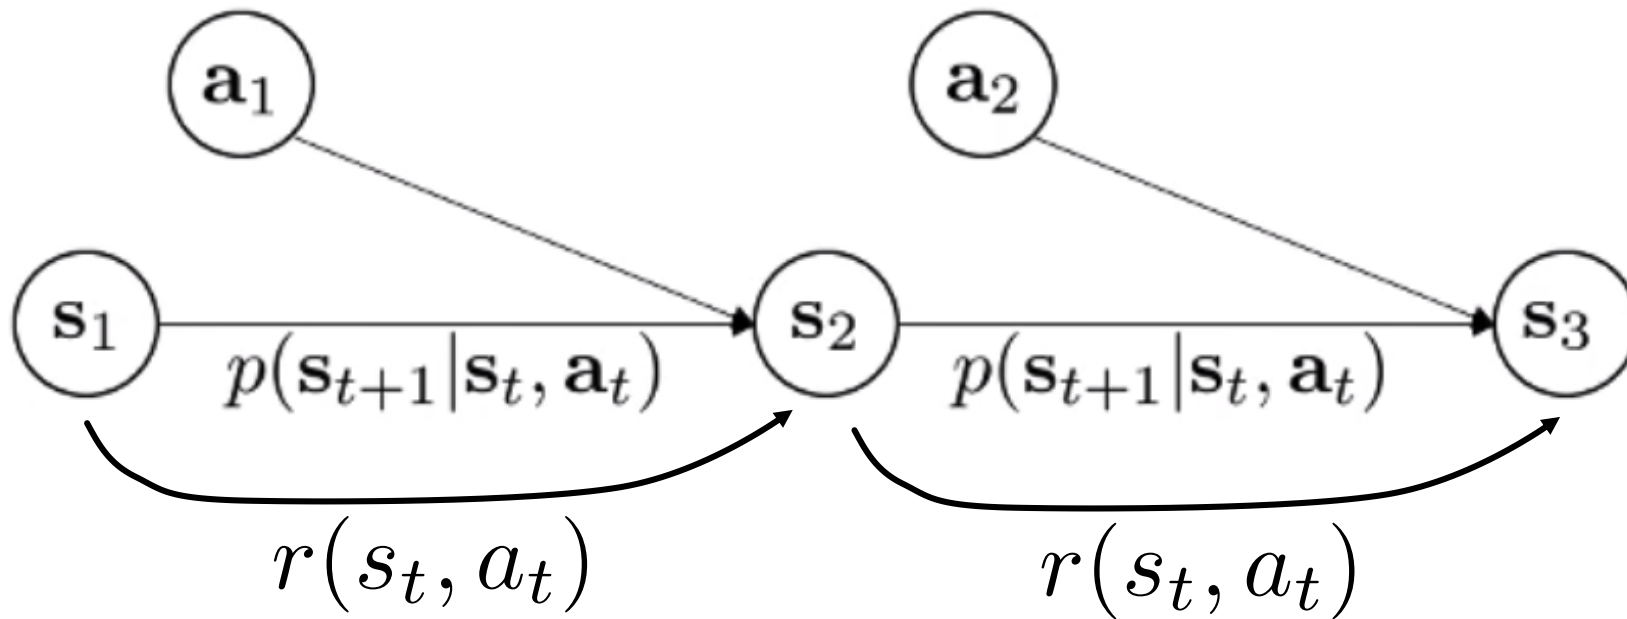 a₁ a₂
s₁ s₂ s₃
p(sₜ₊₁|sₜ, aₜ) p(sₜ₊₁|sₜ, aₜ)
r(sₜ, aₜ) r(sₜ, aₜ)